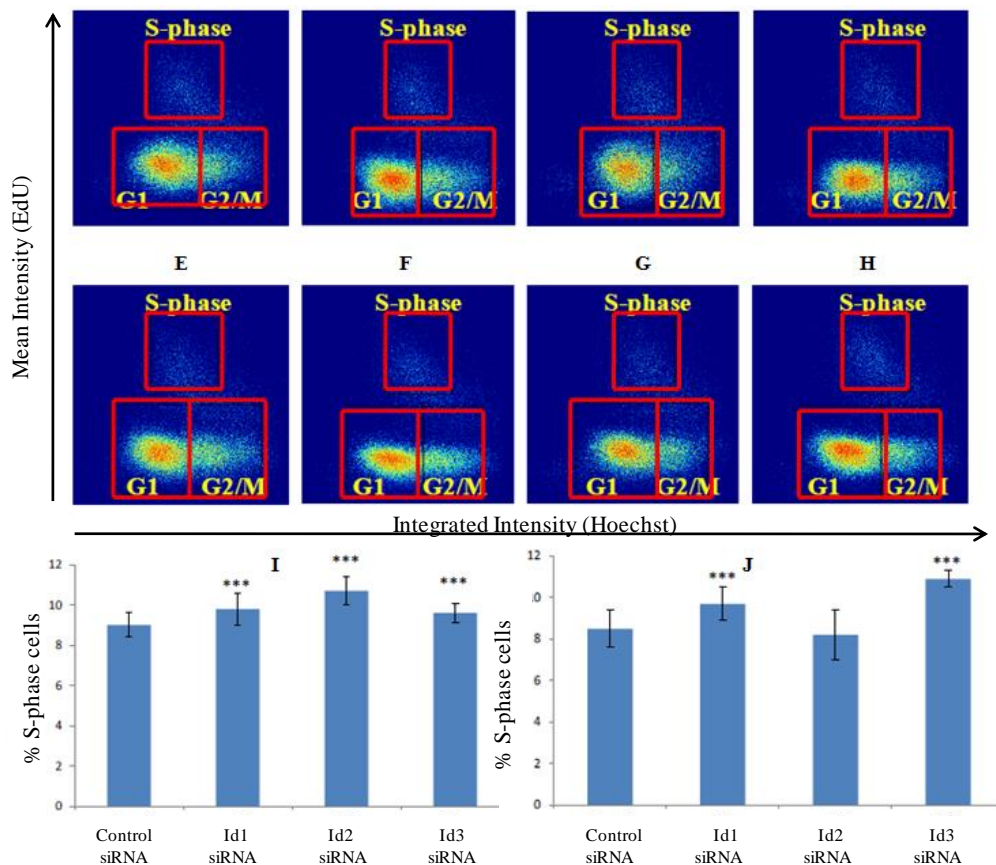 S-phase S-phase S-phase S-phase
G1 G2/M G1 G2/M G1 G2/M G1 G2/M
Mean Intensity (EdU)
E F G H
S-phase S-phase S-phase S-phase
G1 G2/M G1 G2/M G1 G2/M G1 G2/M
Integrated Intensity (Hoechst)
I
% S-phase cells
12
10
8
6
4
2
0
*** *** ***
Control siRNA
Id1 siRNA
Id2 siRNA
Id3 siRNA
J
% S-phase cells
12
10
8
6
4
2
0
*** ***
Control siRNA
Id1 siRNA
Id2 siRNA
Id3 siRNA